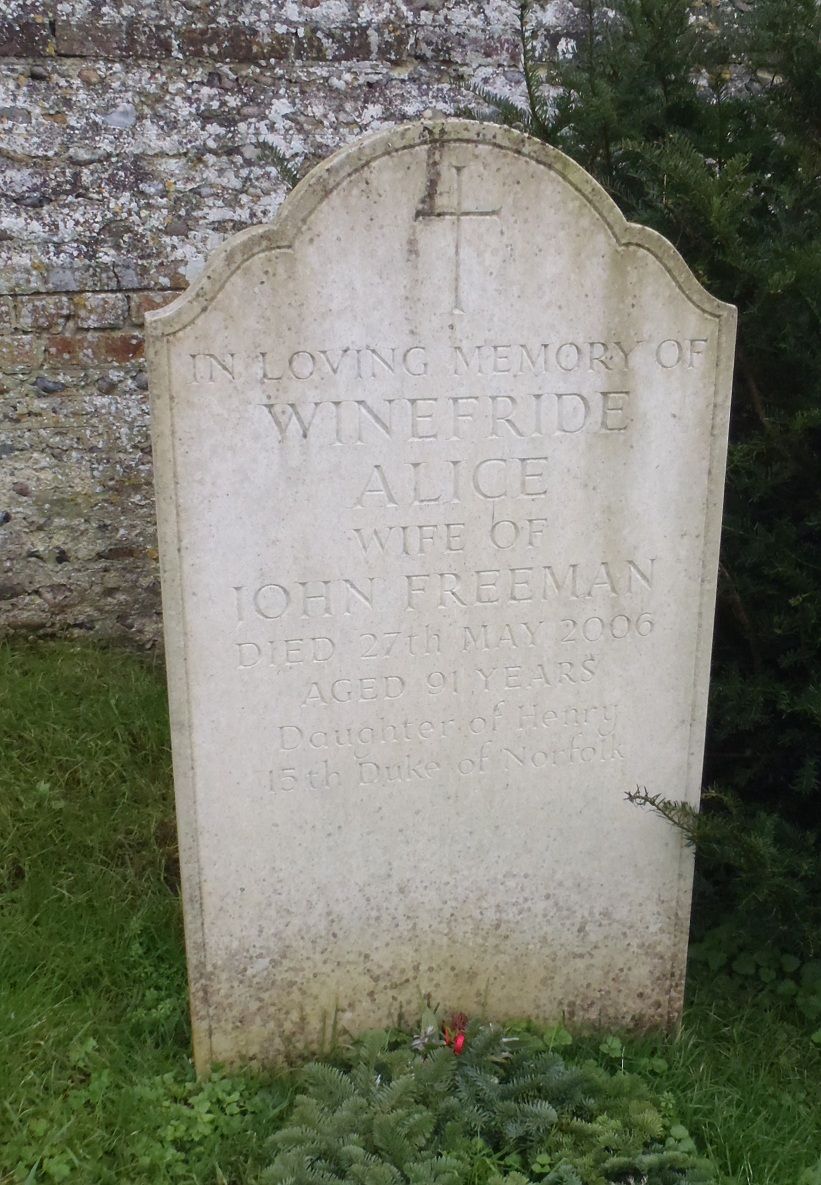 IN LOVING MEMORY OF
WINEFRIDE
ALICE
WIFE OF
JOHN FREEMAN
DIED 27th MAY 2006
AGED 91 YEARS
Daughter of Henry
15th Duke of Norfolk